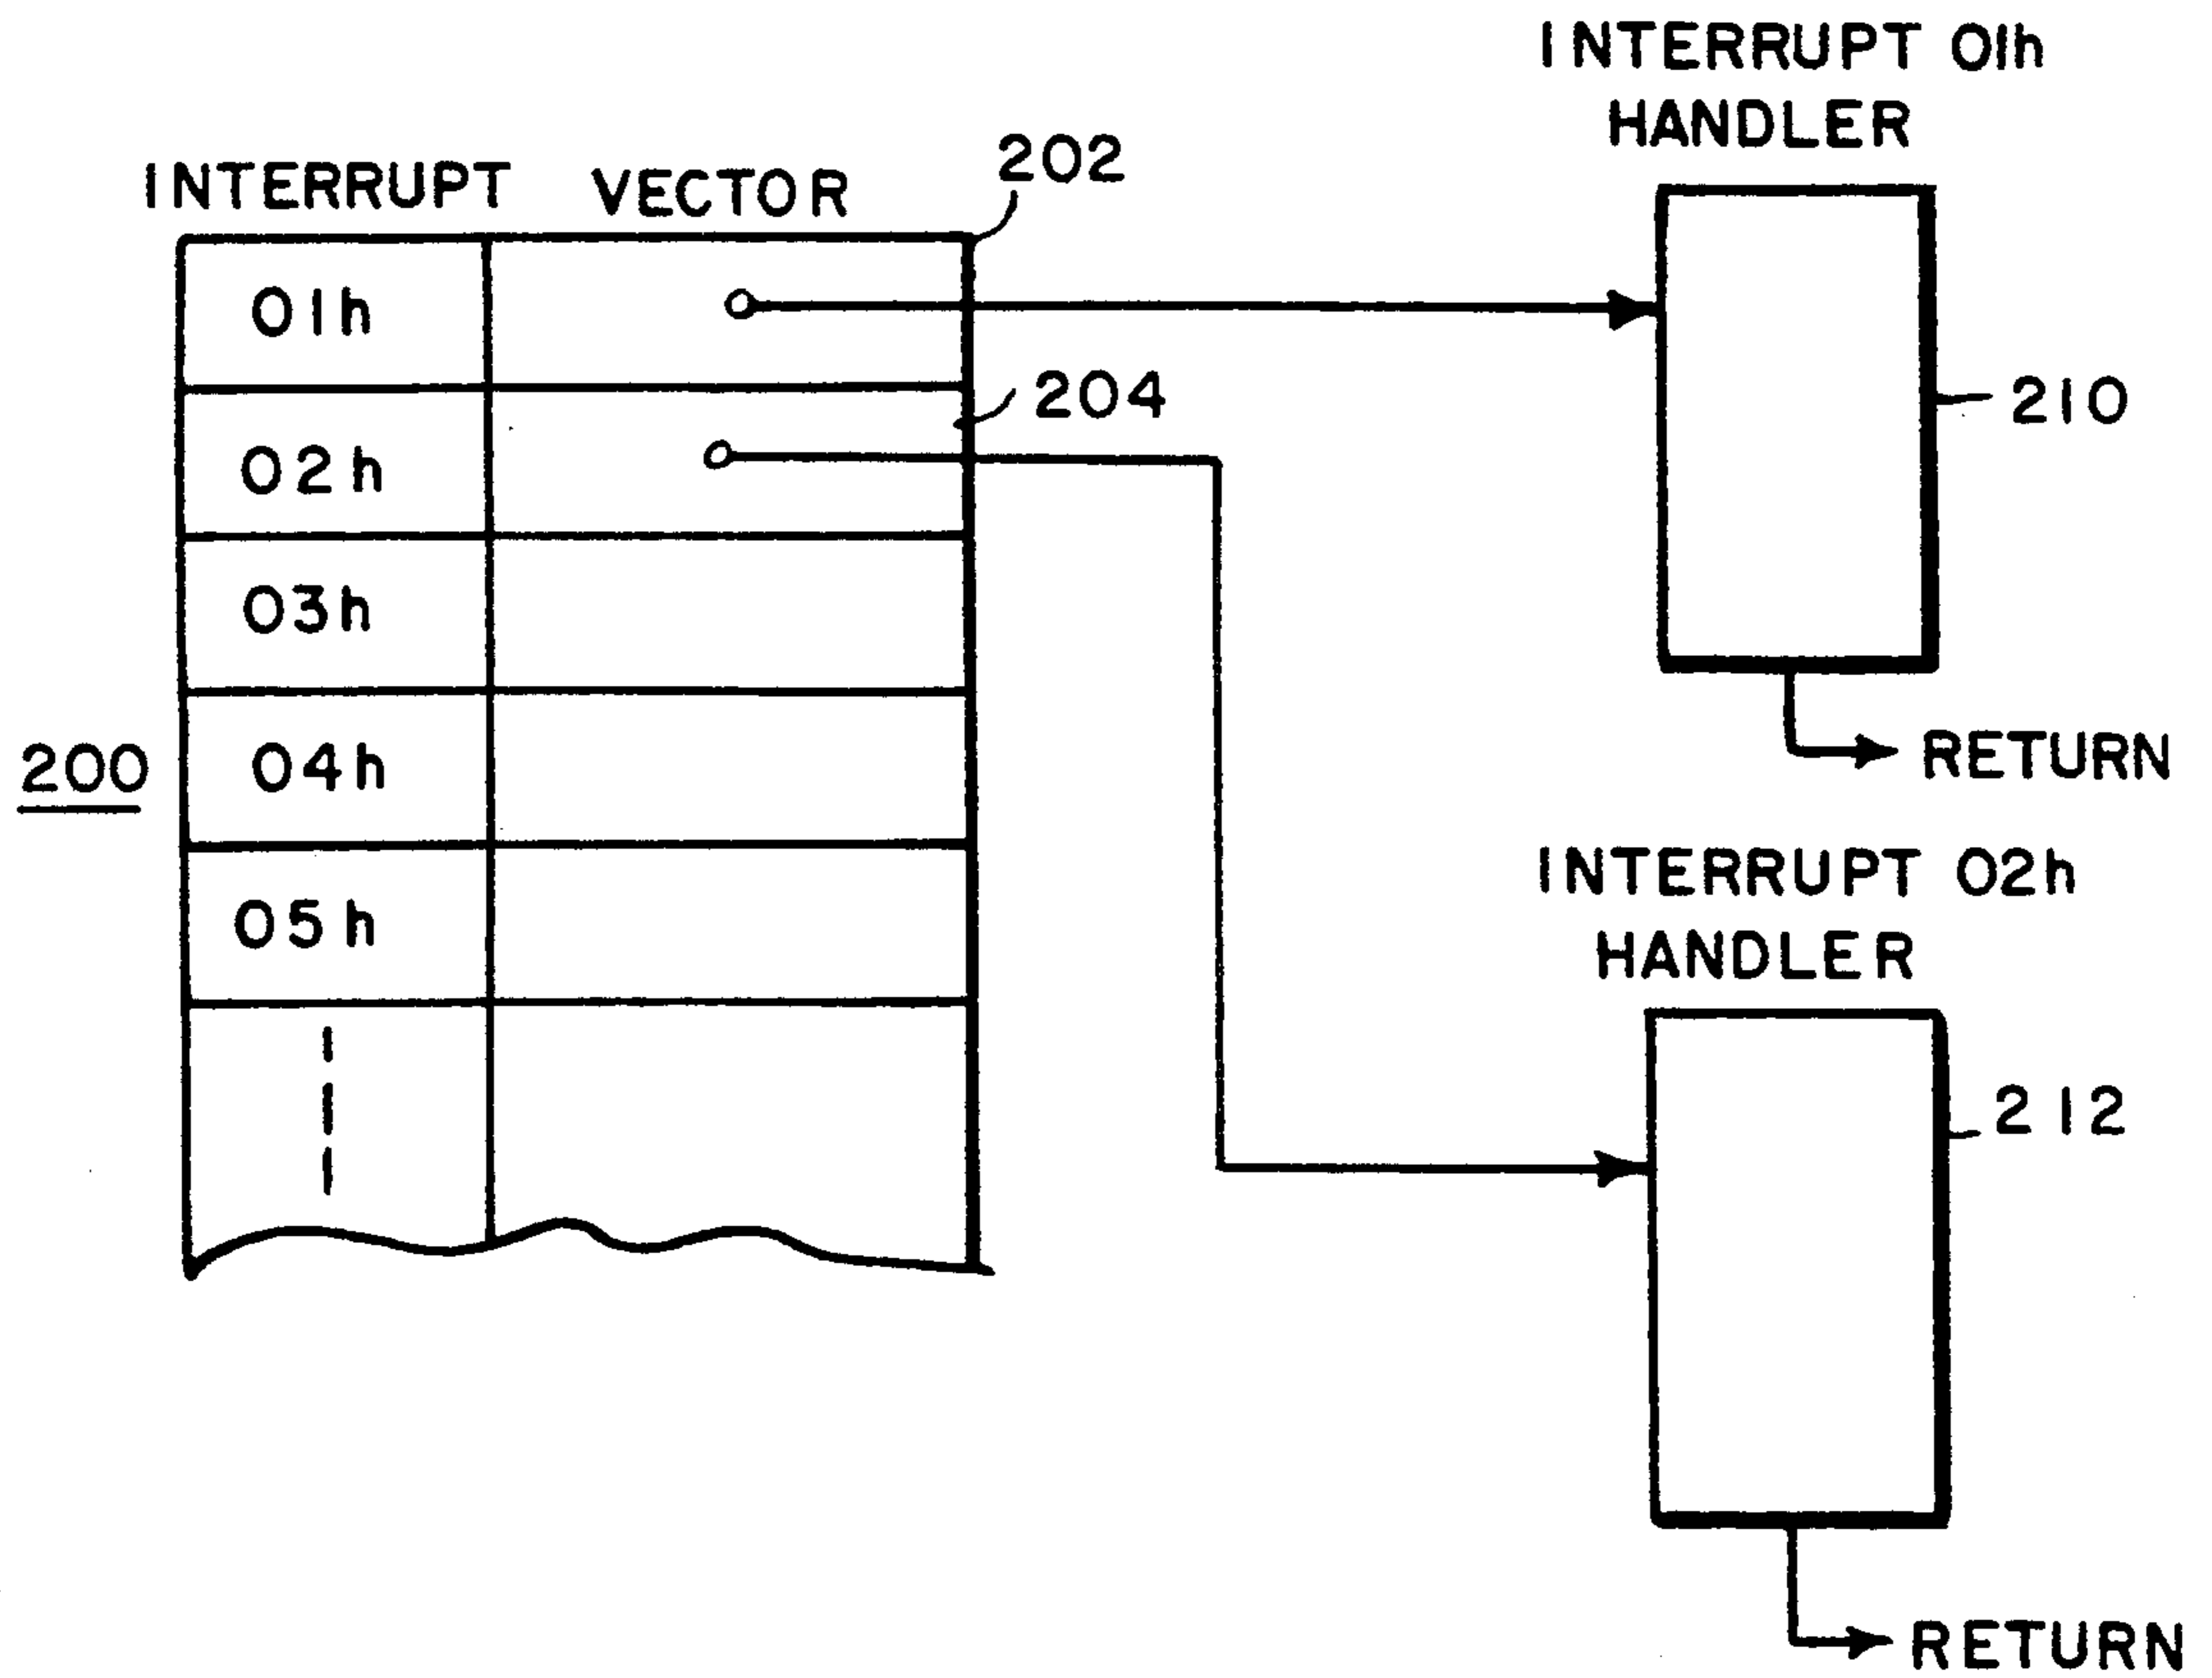 INTERRUPT 01h
HANDLER
INTERRUPT VECTOR
202
01h
204
210
02h
03h
200
04h
RETURN
05h
INTERRUPT 02h
HANDLER
212
RETURN